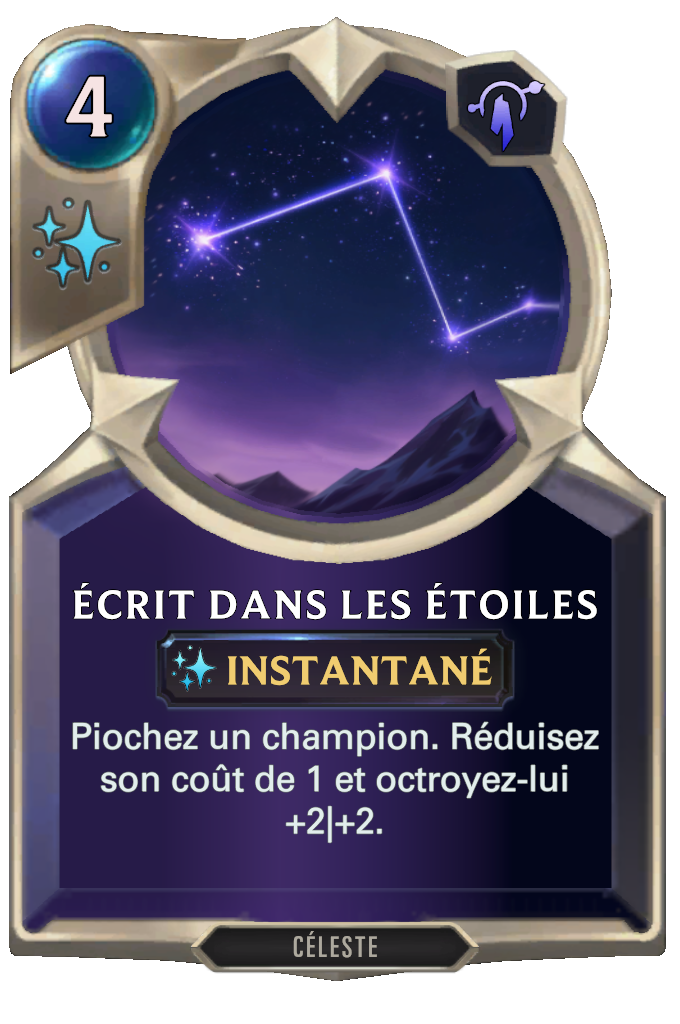 4
ÉCRIT DANS LES ÉTOILES
INSTANTANÉ
Piochez un champion. Réduisez
son coût de 1 et octroyez-lui
+2|+2.
CÉLESTE